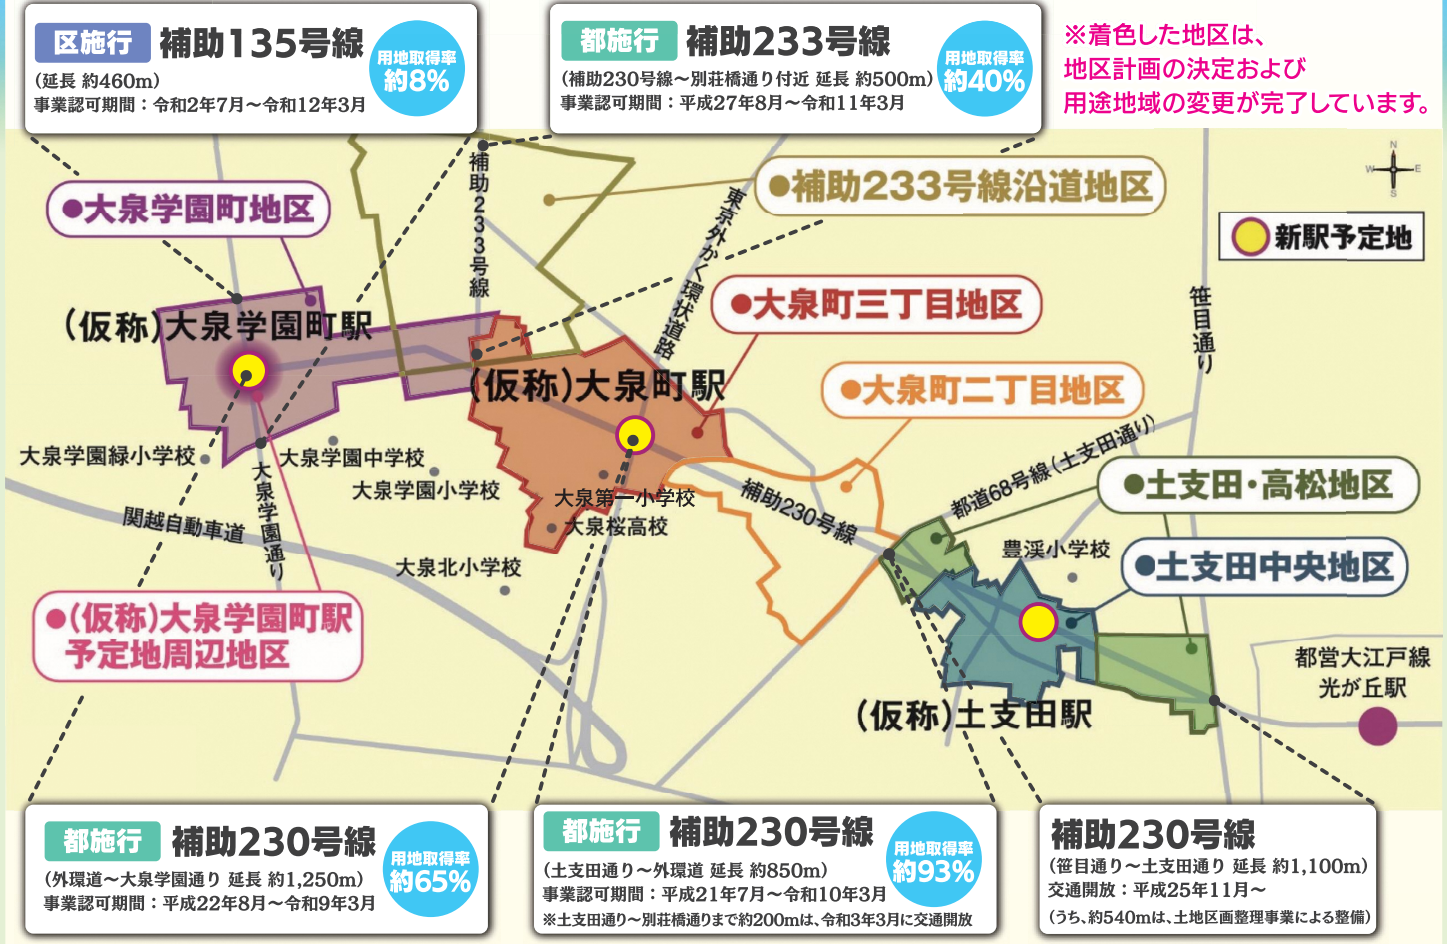 区施行 補助135号線
(延長 約460m)
事業認可期間：令和2年7月～令和12年3月
用地取得率
約8%
都施行 補助233号線
(補助230号線～別荘橋通り付近 延長 約500m)
事業認可期間：平成27年8月～令和11年3月
用地取得率
約40%
※着色した地区は、
地区計画の決定および
用途地域の変更が完了しています。
N
W E
S
新駅予定地
●大泉学園町地区
補助233号線
●補助233号線沿道地区
東京外かく環状道路
●大泉町三丁目地区
笹目通り
(仮称)大泉学園町駅
(仮称)大泉町駅
●大泉町二丁目地区
大泉学園緑小学校
大泉学園中学校
大泉学園小学校
大泉学園通り
大泉第一小学校
大泉桜高校
補助230号線
都道68号線(土支田通り)
●土支田・高松地区
関越自動車道
豊渓小学校
大泉北小学校
●土支田中央地区
●(仮称)大泉学園町駅
予定地周辺地区
都営大江戸線
光が丘駅
(仮称)土支田駅
都施行 補助230号線
(外環道～大泉学園通り 延長 約1,250m)
事業認可期間：平成22年8月～令和9年3月
用地取得率
約65%
都施行 補助230号線
(土支田通り～外環道 延長 約850m)
事業認可期間：平成21年7月～令和10年3月
※土支田通り～別荘橋通りまで約200mは、令和3年3月に交通開放
用地取得率
約93%
補助230号線
(笹目通り～土支田通り 延長 約1,100m)
交通開放：平成25年11月～
(うち、約540mは、土地区画整理事業による整備)